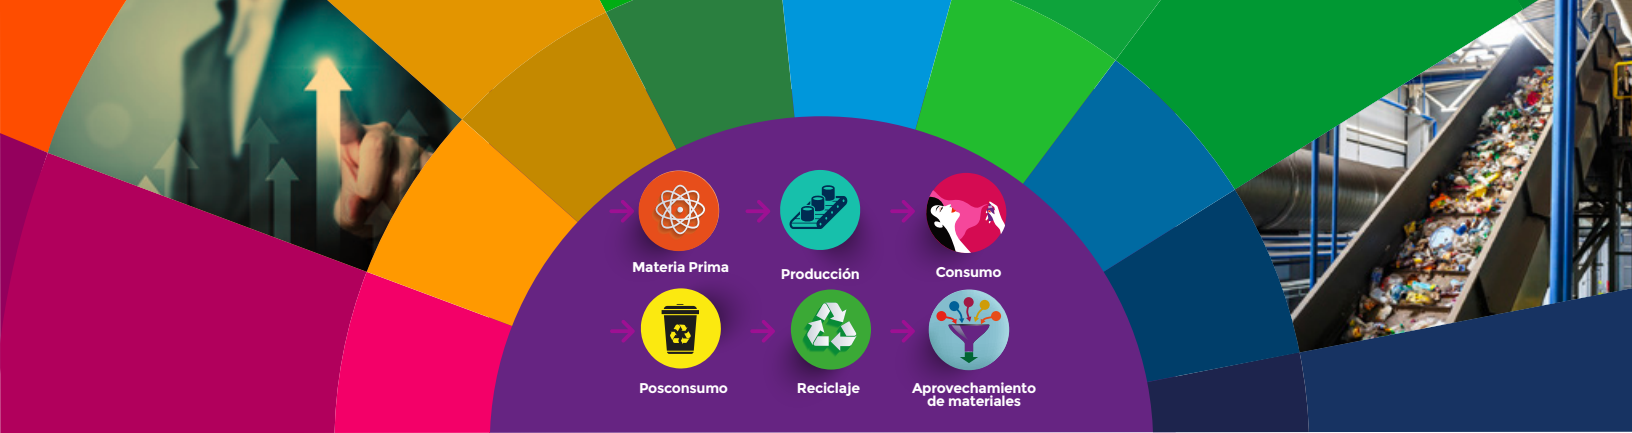 Materia Prima
Producción
Consumo
Posconsumo
Reciclaje
Aprovechamiento
de materiales